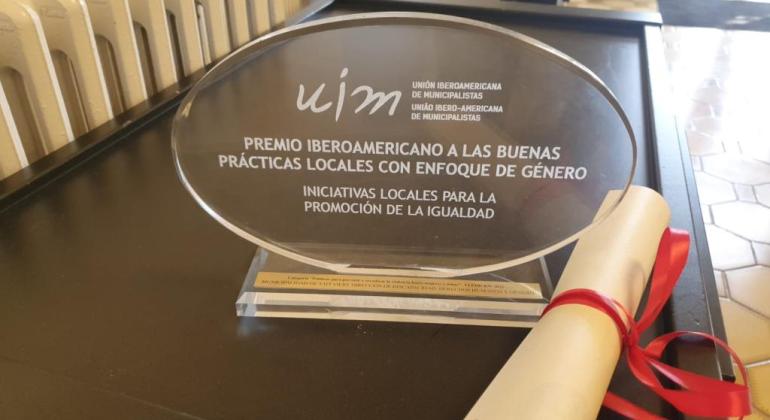 uim
UNIÓN IBEROAMERICANA
DE MUNICIPALISTAS
UNIÃO IBERO-AMERICANA
DE MUNICIPALISTAS
PREMIO IBEROAMERICANO A LAS BUENAS
PRÁCTICAS LOCALES CON ENFOQUE DE GÉNERO
INICIATIVAS LOCALES PARA LA
PROMOCIÓN DE LA IGUALDAD